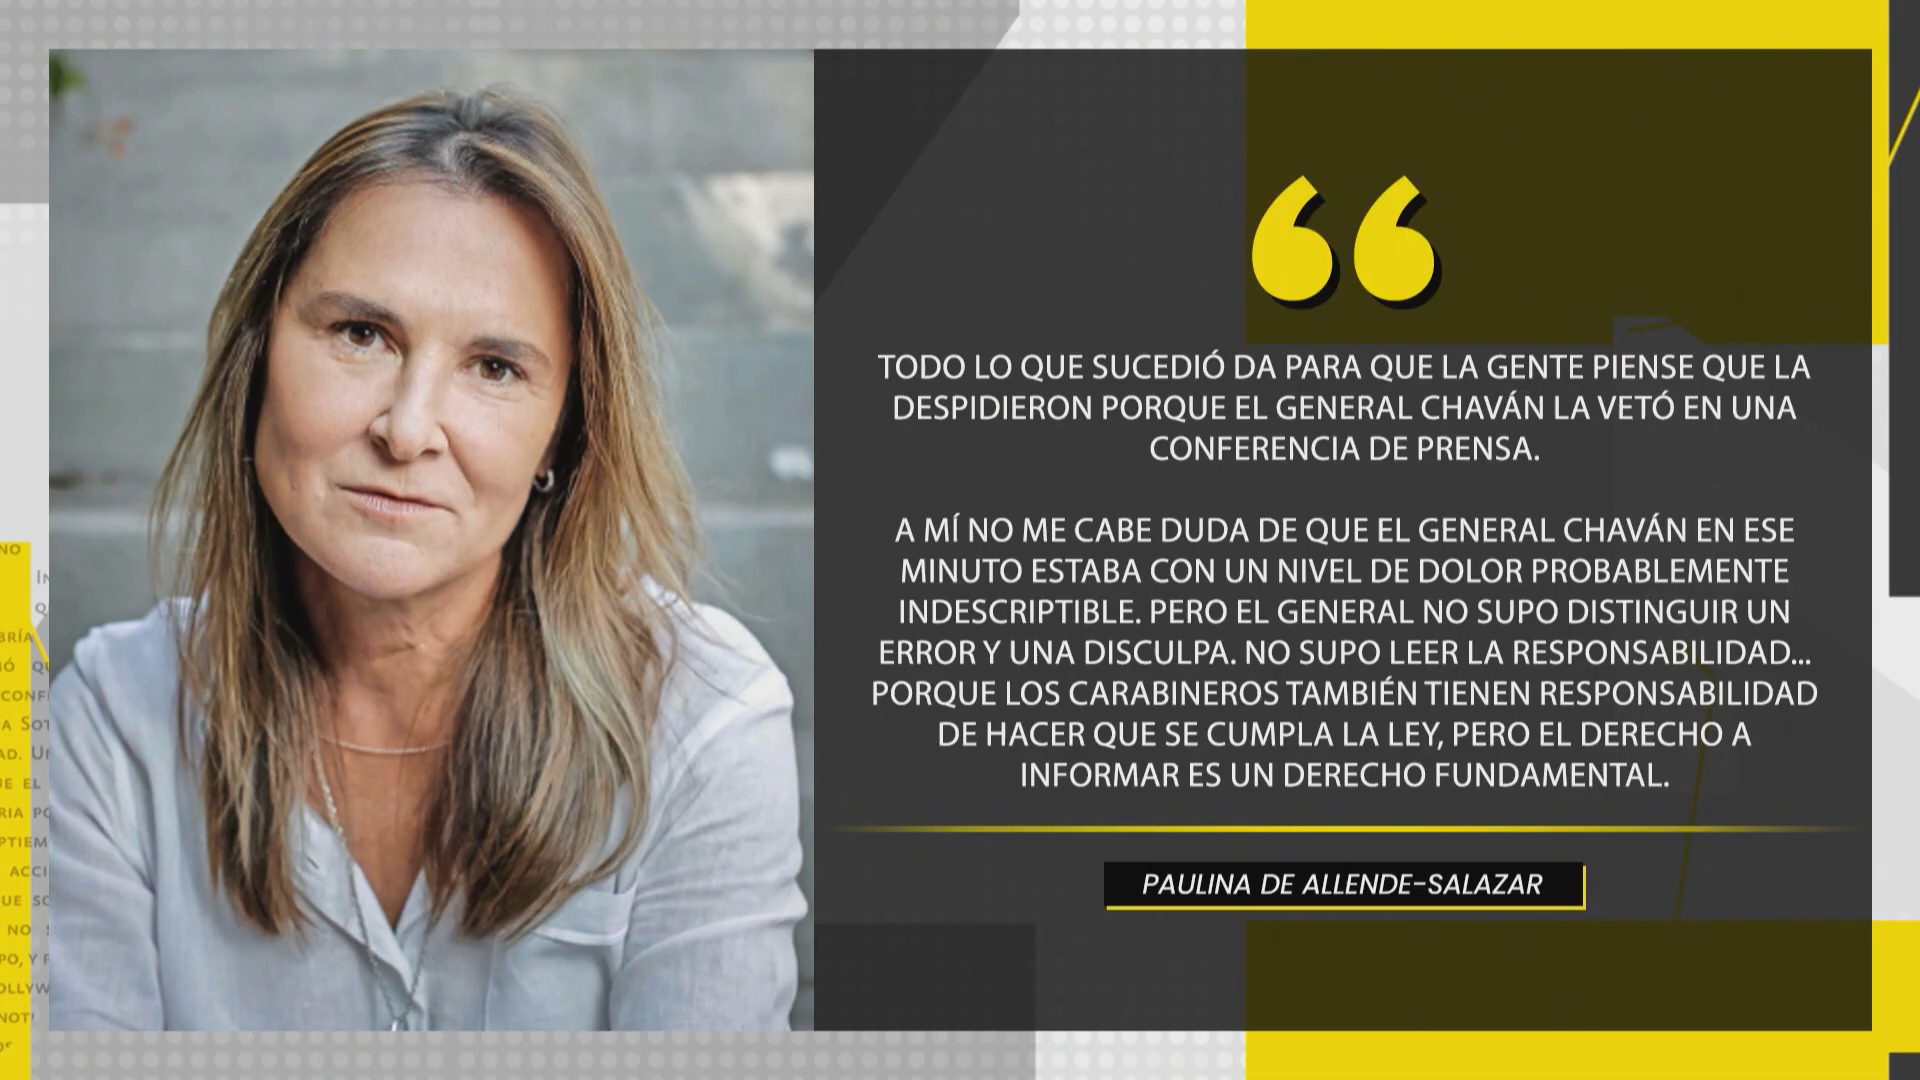 TODO LO QUE SUCEDIÓ DA PARA QUE LA GENTE PIENSE QUE LA
DESPIDIERON PORQUE EL GENERAL CHAVÁN LA VETÓ EN UNA
CONFERENCIA DE PRENSA.
A MÍ NO ME CABE DUDA DE QUE EL GENERAL CHAVÁN EN ESE
MINUTO ESTABA CON UN NIVEL DE DOLOR PROBABLEMENTE
INDESCRIPTIBLE. PERO EL GENERAL NO SUPO DISTINGUIR UN
ERROR Y UNA DISCULPA. NO SUPO LEER LA RESPONSABILIDAD...
PORQUE LOS CARABINEROS TAMBIÉN TIENEN RESPONSABILIDAD
DE HACER QUE SE CUMPLA LA LEY, PERO EL DERECHO A
INFORMAR ES UN DERECHO FUNDAMENTAL.
PAULINA DE ALLENDE-SALAZAR